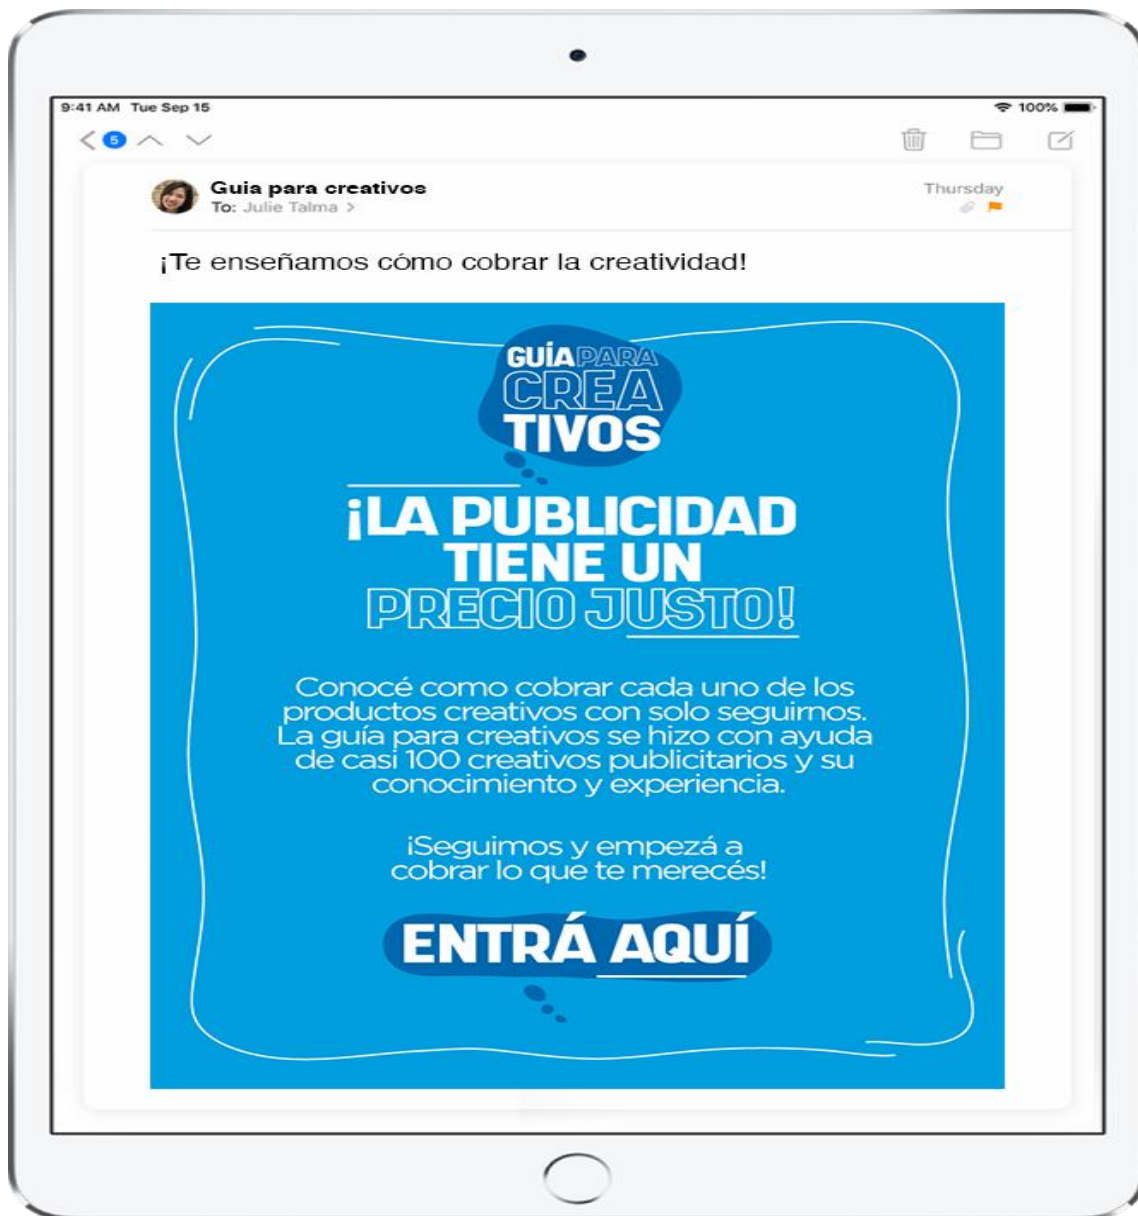 9:41 AM Tue Sep 15
100%
5
Guia para creativos
Thursday
To: Julie Talma >
¡Te enseñamos cómo cobrar la creatividad!
GUÍA PARA
CREA
TIVOS
¡LA PUBLICIDAD
TIENE UN
PRECIO JUSTO!
Conocé como cobrar cada uno de los
productos creativos con solo seguirnos.
La guía para creativos se hizo con ayuda
de casi 100 creativos publicitarios y su
conocimiento y experiencia.
¡Seguirnos y empezá a
cobrar lo que te merecés!
ENTRÁ AQUÍ